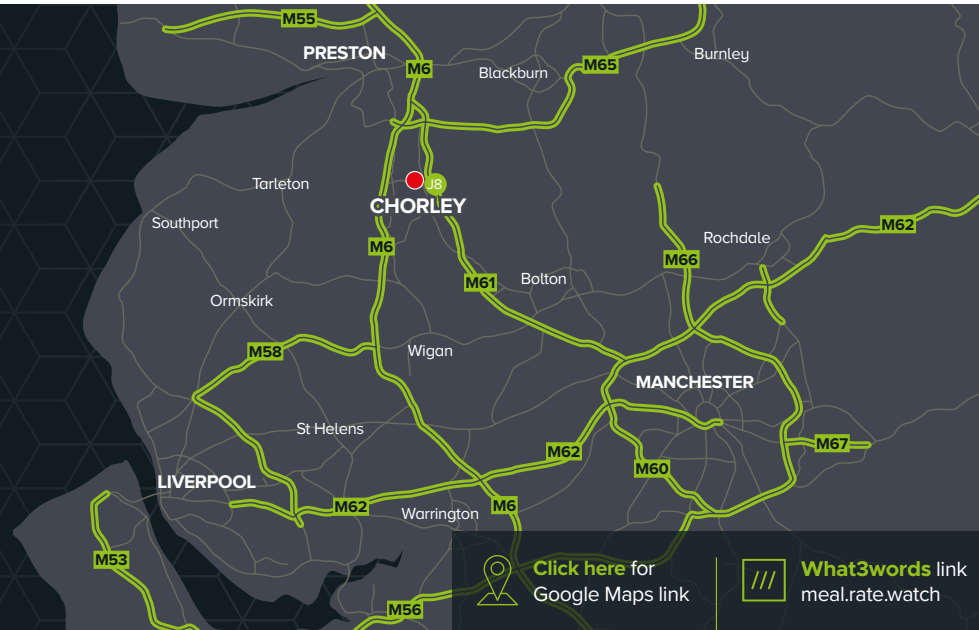 M55
PRESTON
M6
Blackburn
M65
Burnley
Tarleton
J8
CHORLEY
Southport
M6
M61
Bolton
M66
Rochdale
M62
Ormskirk
M58
Wigan
MANCHESTER
St Helens
M62
M67
M60
LIVERPOOL
M62
Warrington
M6
M53
M56
Click here for
Google Maps link
What3words link
meal.rate.watch